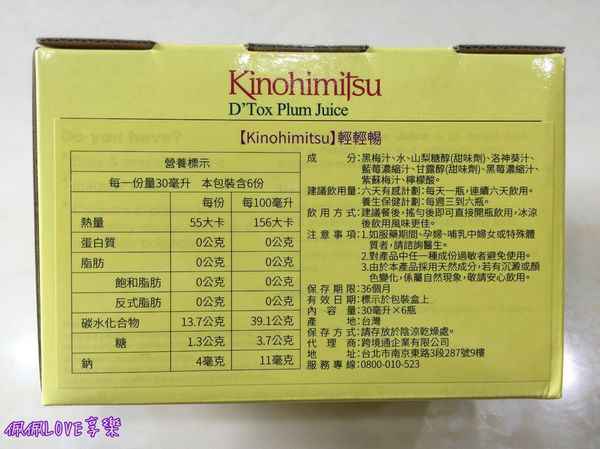 Kinohimitsu
D'Tox Plum Juice
【Kinohimitsu】輕輕暢
營養標示
每一份量30毫升 本包裝含6份
每份 每100毫升
熱量 55大卡 156大卡
蛋白質 0公克 0公克
脂肪 0公克 0公克
飽和脂肪 0公克 0公克
反式脂肪 0公克 0公克
碳水化合物 13.7公克 39.1公克
糖 1.3公克 3.7公克
鈉 4毫克 11毫克
成分:黑梅汁、水、山梨糖醇(甜味劑)、洛神葵汁、
藍莓濃縮汁、甘露醇(甜味劑)、黑莓濃縮汁、
紫蘇梅汁、檸檬酸。
建議飲用量:六天有感計劃:每天一瓶,連續六天飲用。
養生保健計劃:每週三到六瓶。
飲用方式:建議餐後,搖勻後即可直接開瓶飲用,冰涼
後飲用風味更佳。
注意事項:1.如服藥期間、孕婦、哺乳中婦女或特殊體
質者,請諮詢醫生。
2.對產品中任一種成份過敏者避免使用。
3.由於本產品採用天然成分,若有沉澱或顏
色變化,係屬自然現象,敬請安心飲用。
保存期限:36個月
有效日期:標示於包裝盒上
內容量:30毫升×6瓶
產地:台灣
保存方式:請存放於陰涼乾燥處。
代理商:跨境通企業有限公司
地址:台北市南京東路3段287號9樓
服務專線:0800-010-523
佩佩LOVE享樂